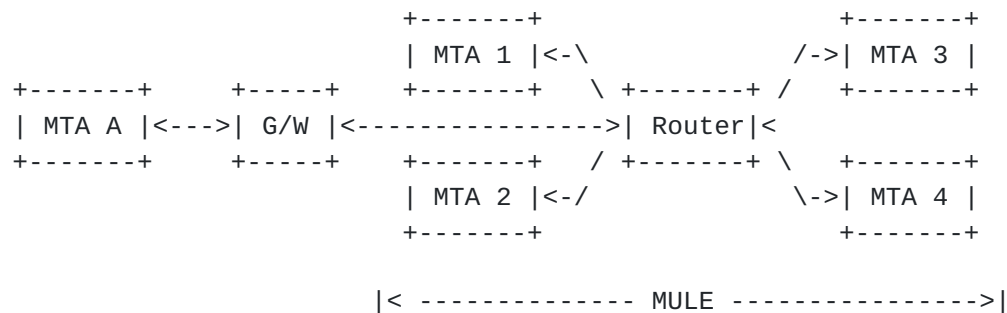 +-------+                   +-------+
                         | MTA 1 |<-\             /->| MTA 3 |
+-------+     +-----+    +-------+   \ +-------+ /   +-------+
| MTA A |<--->| G/W |<---------------->| Router|<
+-------+     +-----+    +-------+   / +-------+ \   +-------+
                         | MTA 2 |<-/             \->| MTA 4 |
                         +-------+                   +-------+
                       |< -------------- MULE ---------------->|